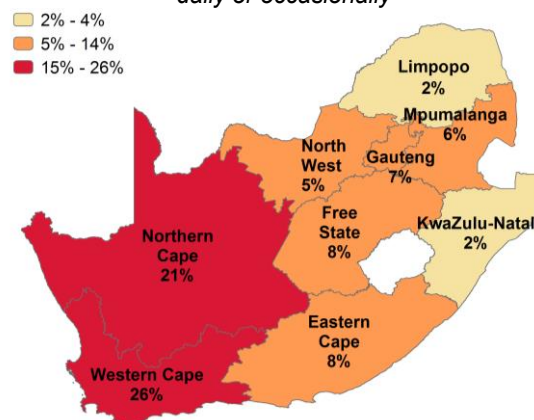 daily or occasionally
2% - 4%
5% - 14%
15% - 26%
Limpopo
2%
Mpumalanga
6%
North
West
5%
Gauteng
7%
Free
State
8%
KwaZulu-Natal
2%
Northern
Cape
21%
Eastern
Cape
8%
Western Cape
26%